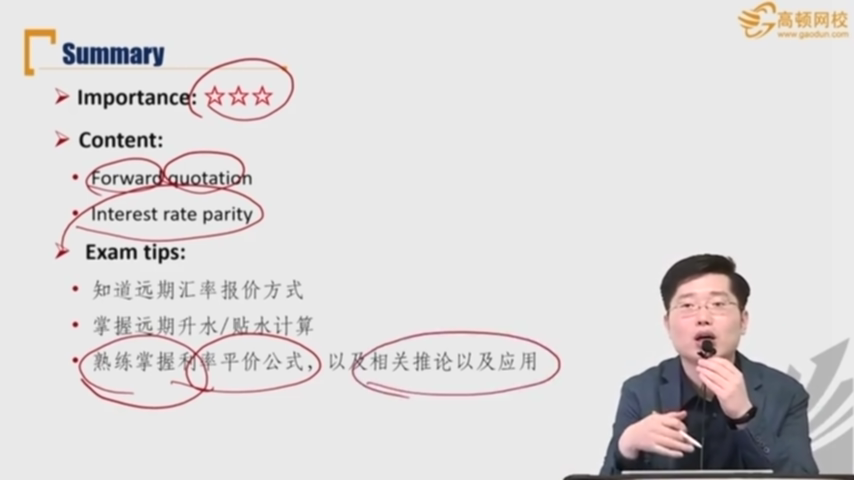 高顿网校
www.gaodun.com
Summary
Importance: ☆☆☆
Content:
Forward quotation
Interest rate parity
Exam tips:
知道远期汇率报价方式
掌握远期升水/贴水计算
熟练掌握利率平价公式，以及相关推论以及应用